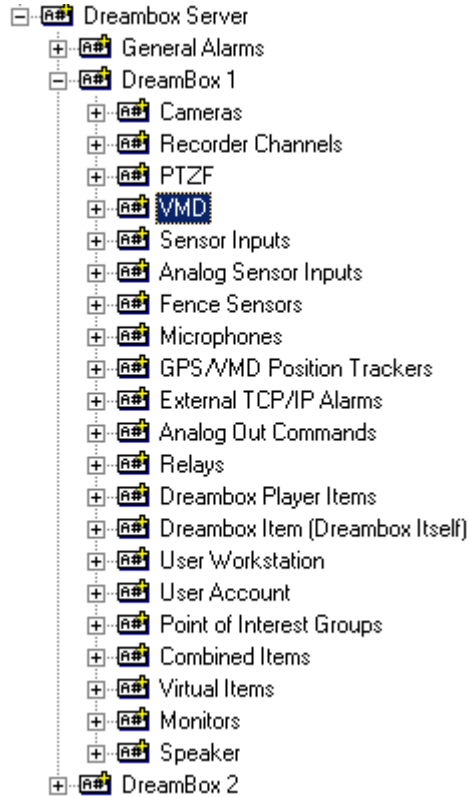 Dreambox Server
General Alarms
DreamBox 1
Cameras
Recorder Channels
PTZF
VMD
Sensor Inputs
Analog Sensor Inputs
Fence Sensors
Microphones
GPS/VMD Position Trackers
External TCP/IP Alarms
Analog Out Commands
Relays
Dreambox Player Items
Dreambox Item (Dreambox Itself)
User Workstation
User Account
Point of Interest Groups
Combined Items
Virtual Items
Monitors
Speaker
DreamBox 2